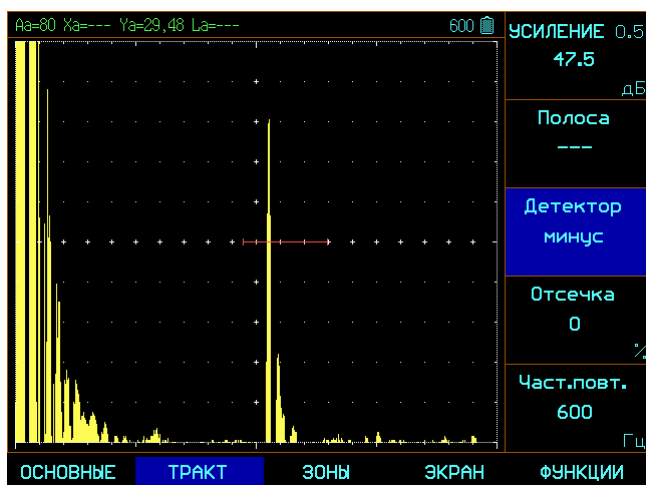 Aa=80 Xa=--- Ya=29,48 La=---
600
УСИЛЕНИЕ 0.5
47.5
дБ
Полоса
---
Детектор
минус
Отсечка
0
%
Част.повт.
600
Гц
ОСНОВНЫЕ ТРАКТ ЗОНЫ ЭКРАН ФУНКЦИИ